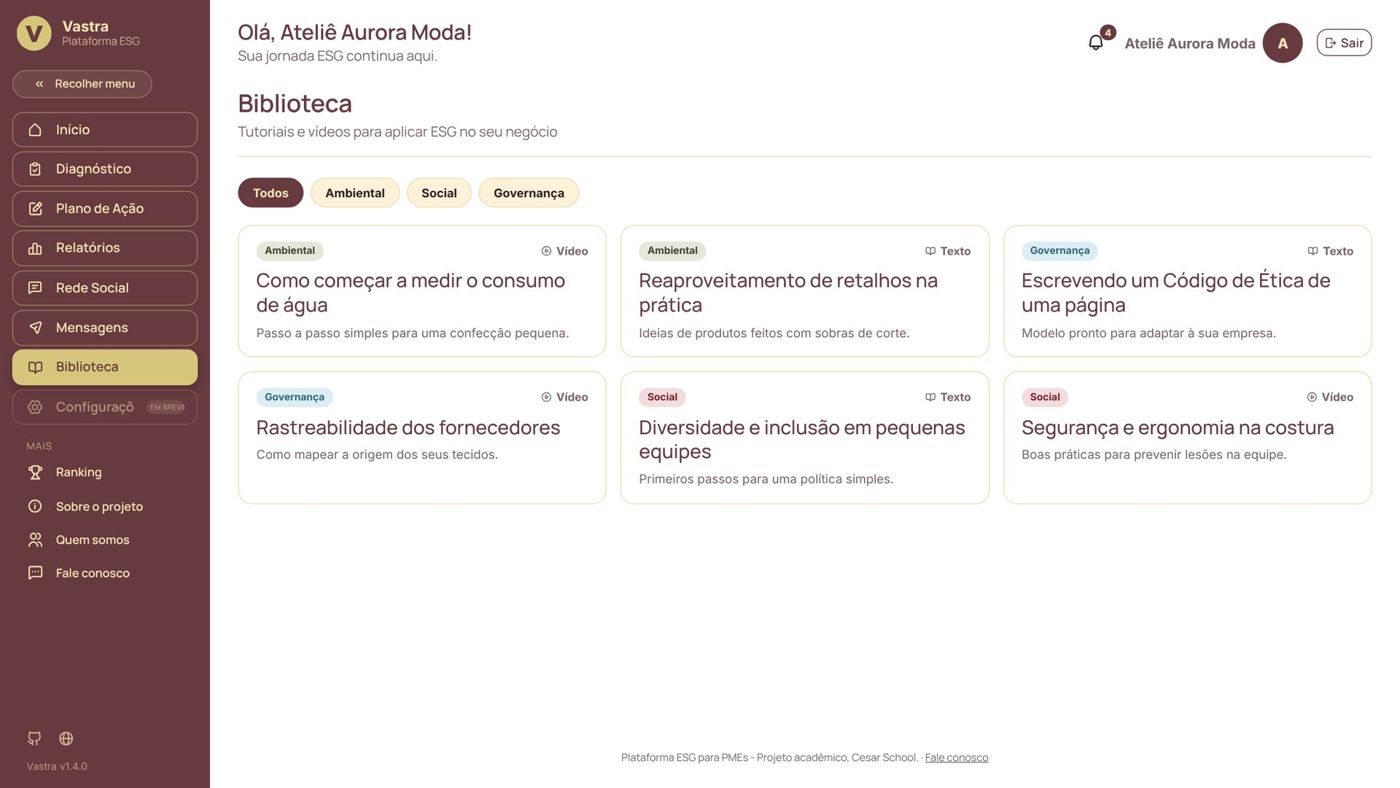 V
Vastra
Plataforma ESG
« Recolher menu
Início
Diagnóstico
Plano de Ação
Relatórios
Rede Social
Mensagens
Biblioteca
Configuraçõ
EM BREVE
MAIS
Ranking
Sobre o projeto
Quem somos
Fale conosco
Vastra v1.4.0
Olá, Ateliê Aurora Moda!
Sua jornada ESG continua aqui.
4
Ateliê Aurora Moda
A
Sair
Biblioteca
Tutoriais e vídeos para aplicar ESG no seu negócio
Todos
Ambiental
Social
Governança
Ambiental
Vídeo
Como começar a medir o consumo
de água
Passo a passo simples para uma confecção pequena.
Ambiental
Texto
Reaproveitamento de retalhos na
prática
Ideias de produtos feitos com sobras de corte.
Governança
Texto
Escrevendo um Código de Ética de
uma página
Modelo pronto para adaptar à sua empresa.
Governança
Vídeo
Rastreabilidade dos fornecedores
Como mapear a origem dos seus tecidos.
Social
Texto
Diversidade e inclusão em pequenas
equipes
Primeiros passos para uma política simples.
Social
Vídeo
Segurança e ergonomia na costura
Boas práticas para prevenir lesões na equipe.
Plataforma ESG para PMEs - Projeto acadêmico, Cesar School. · Fale conosco